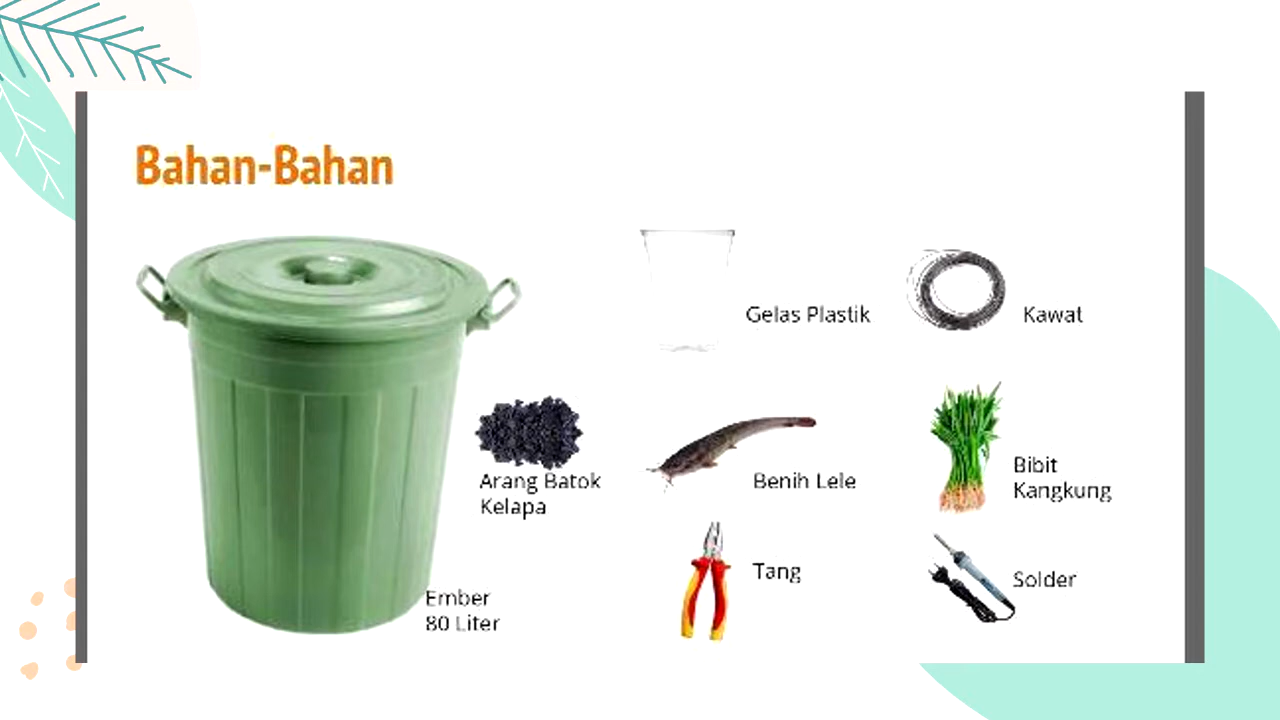 Bahan-Bahan
Gelas Plastik
Kawat
Arang Batok
Kelapa
Benih Lele
Bibit
Kangkung
Tang
Solder
Ember
80 Liter